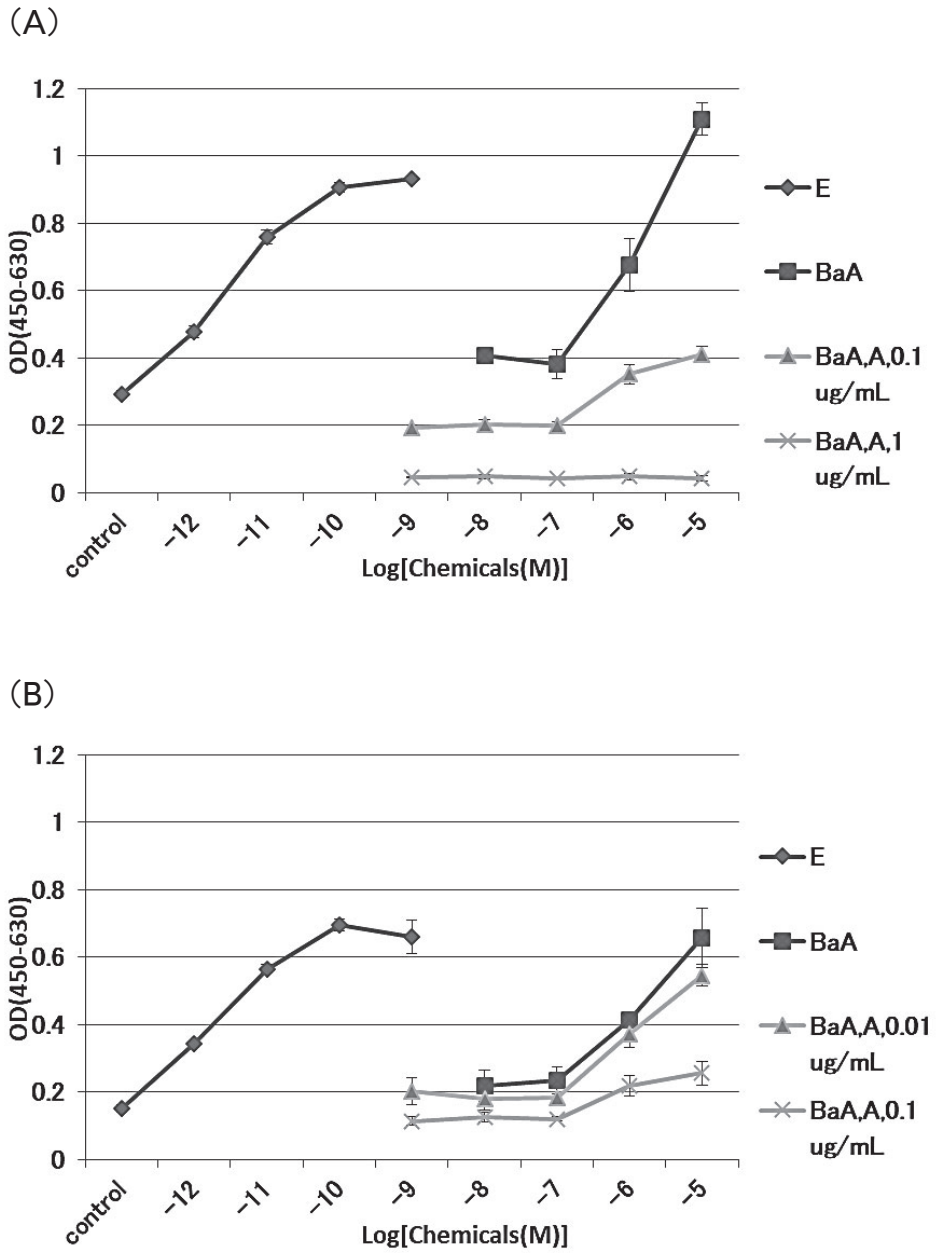 (A)
1.2
1
0.8
0.6
0.4
0.2
0
OD(450-630)
control
-12
-11
-10
-9
-8
-7
-6
-5
Log[Chemicals(M)]
E
BaA
BaA,A,0.1
ug/mL
BaA,A,1
ug/mL
(B)
1.2
1
0.8
0.6
0.4
0.2
0
OD(450-630)
control
-12
-11
-10
-9
-8
-7
-6
-5
Log[Chemicals(M)]
E
BaA
BaA,A,0.01
ug/mL
BaA,A,0.1
ug/mL